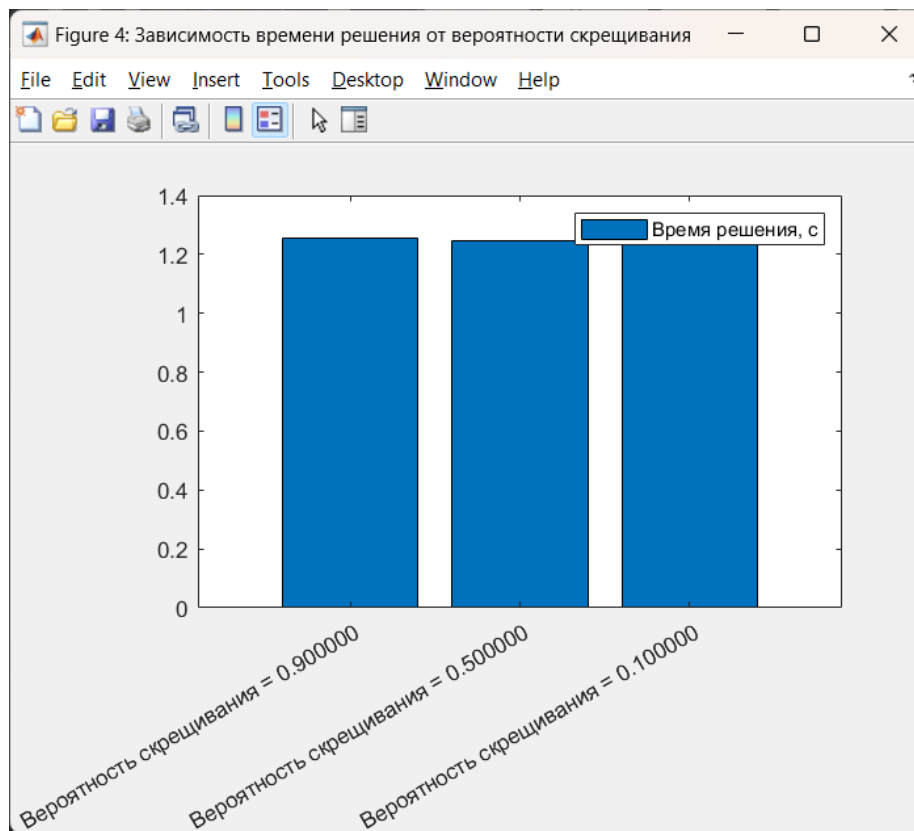 Figure 4: Зависимость времени решения от вероятности скрещивания
File Edit View Insert Tools Desktop Window Help
1.4
Время решения, с
1.2
1
0.8
0.6
0.4
0.2
0
Вероятность скрещивания = 0.900000
Вероятность скрещивания = 0.500000
Вероятность скрещивания = 0.100000